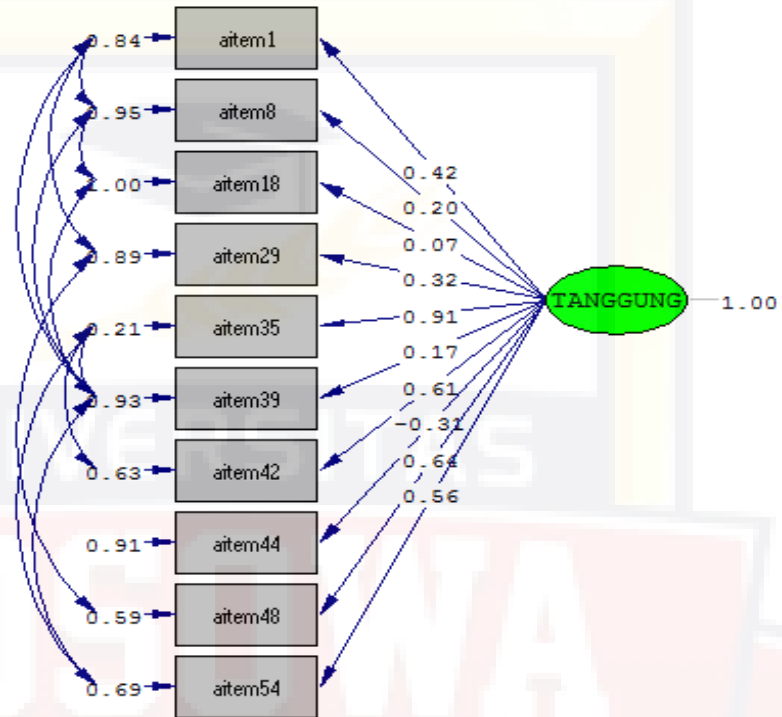 0.84 aitem1
0.95 aitem8
1.00 aitem18
0.89 aitem29
0.21 aitem35
0.93 aitem39
0.63 aitem42
0.91 aitem44
0.59 aitem48
0.69 aitem54
0.42
0.20
0.07
0.32
0.91
0.17
0.61
-0.31
0.64
0.56
TANGGUNG 1.00
ERSITAS
OSOWA